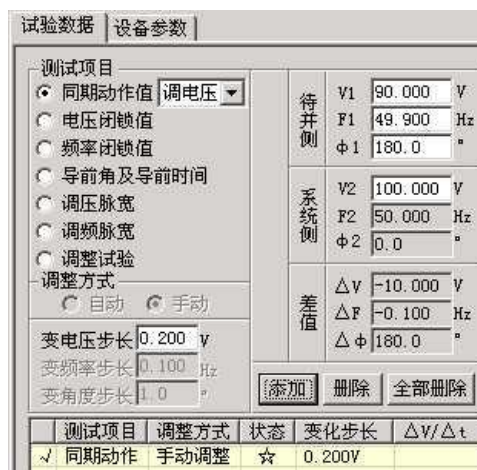 试验数据 设备参数
测试项目
同期动作值 调电压
电压闭锁值
频率闭锁值
导前角及导前时间
调压脉宽
调频脉宽
调整试验
调整方式
自动 手动
变电压步长 0.200 V
变频率步长 0.100 Hz
变角度步长 1.0 °
待并侧
V1 90.000 V
F1 49.900 Hz
Φ1 180.0 °
系统侧
V2 100.000 V
F2 50.000 Hz
Φ2 0.0 °
差值
△V -10.000 V
△F -0.100 Hz
△Φ 180.0 °
添加 删除 全部删除
测试项目 调整方式 状态 变化步长 △V/△t
√ 同期动作 手动调整 ☆ 0.200V